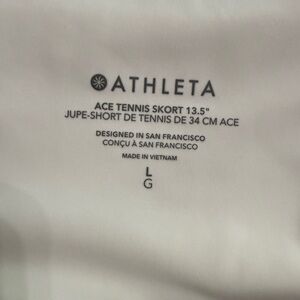 ATHLETA
ACE TENNIS SKORT 13.5"
JUPE-SHORT DE TENNIS DE 34 CM ACE
DESIGNED IN SAN FRANCISCO
CONÇU À SAN FRANCISCO
MADE IN VIETNAM
L
G